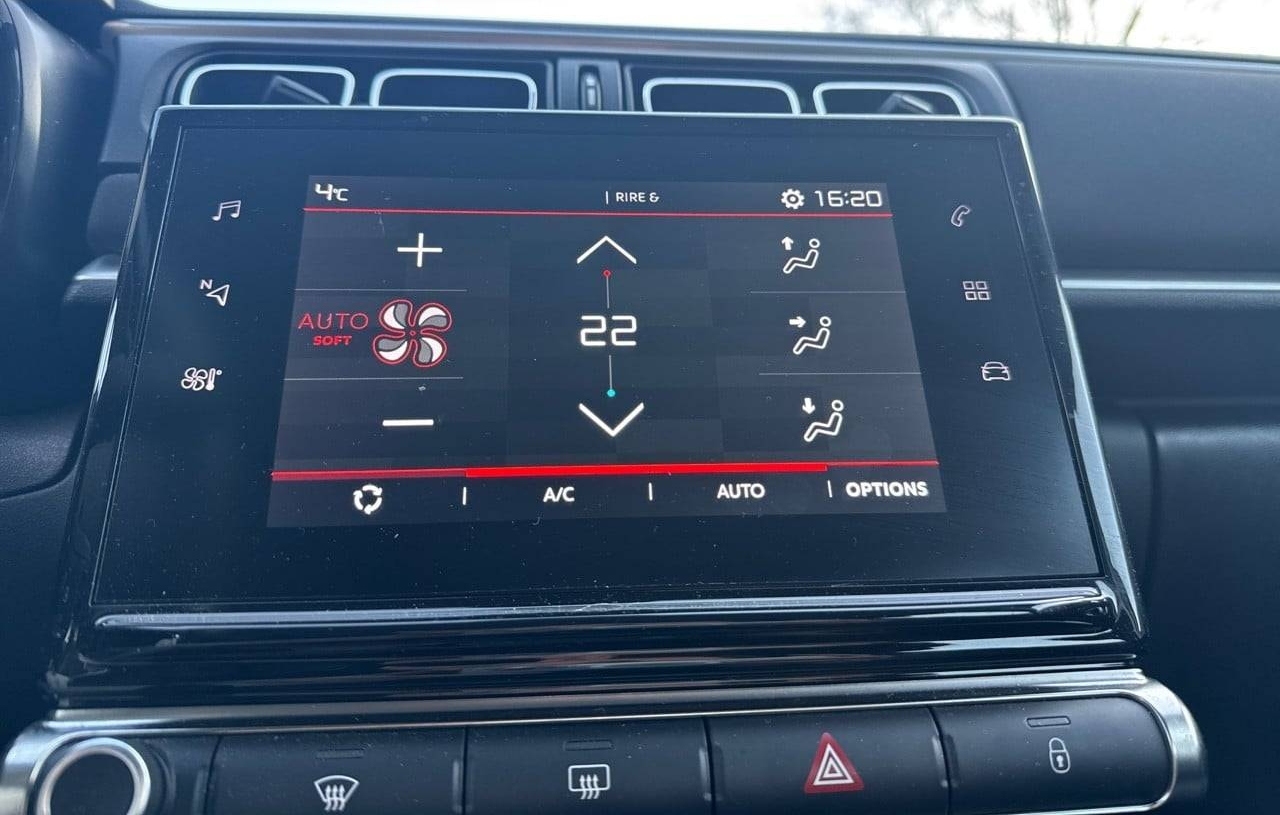 4°C | RIRE & 16:20
N
AUTO
SOFT
22
A/C | AUTO | OPTIONS